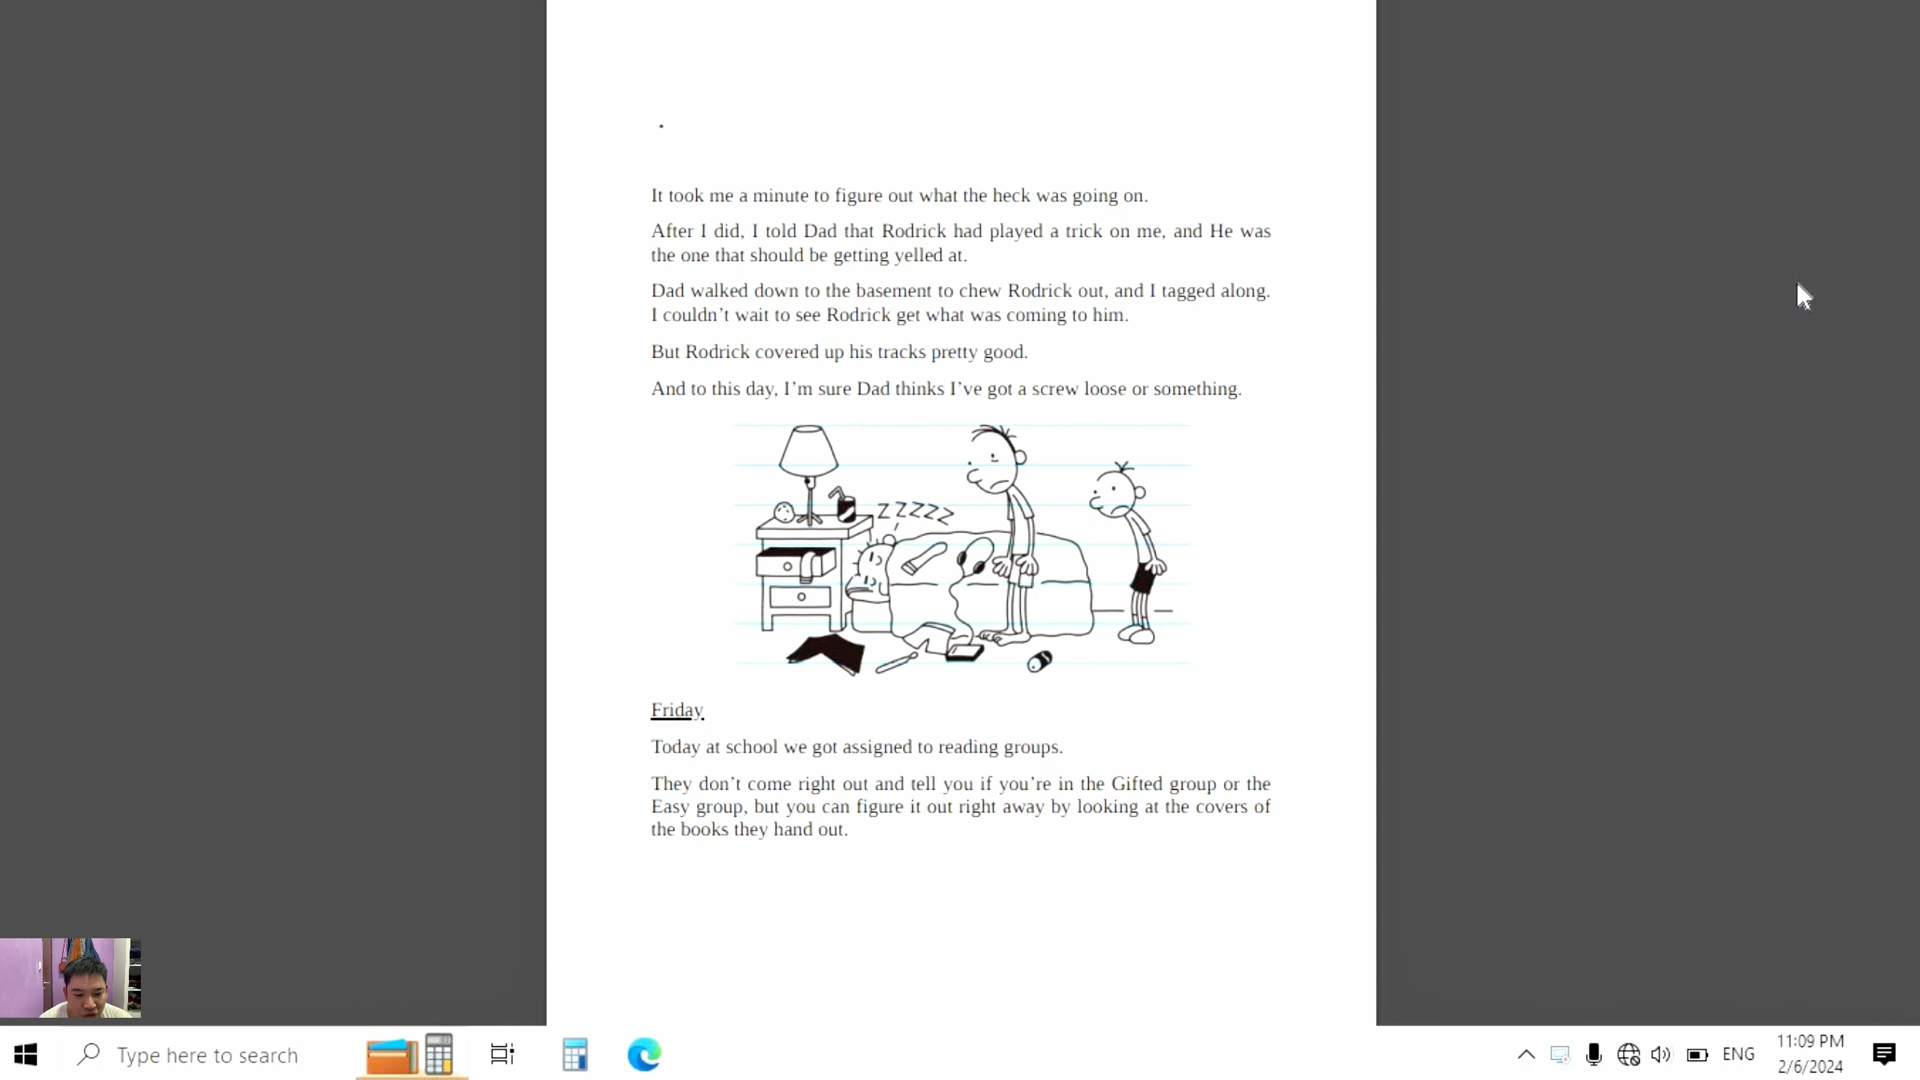 .
It took me a minute to figure out what the heck was going on.
After I did, I told Dad that Rodrick had played a trick on me, and He was
the one that should be getting yelled at.
Dad walked down to the basement to chew Rodrick out, and I tagged along.
I couldn’t wait to see Rodrick get what was coming to him.
But Rodrick covered up his tracks pretty good.
And to this day, I’m sure Dad thinks I’ve got a screw loose or something.
ZZZZZ
Friday
Today at school we got assigned to reading groups.
They don’t come right out and tell you if you’re in the Gifted group or the
Easy group, but you can figure it out right away by looking at the covers of
the books they hand out.
Type here to search
ENG
11:09 PM
2/6/2024